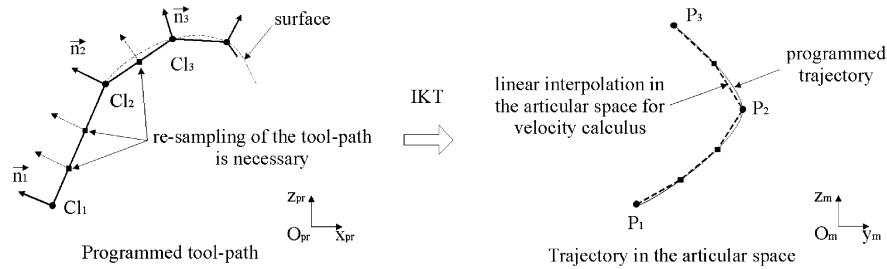 n3
surface
n2
Cl3
Cl2
re-sampling of the tool-path
is necessary
n1
Cl1
zpr
Opr
xpr
Programmed tool-path
IKT
P3
programmed
trajectory
linear interpolation in
the articular space for
velocity calculus
P2
P1
zm
Om
ym
Trajectory in the articular space